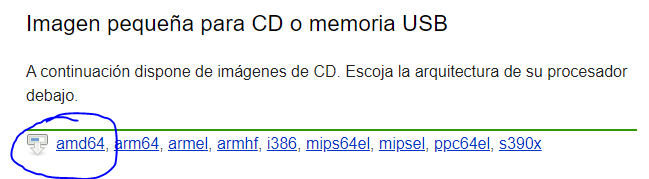 Imagen pequeña para CD o memoria USB
A continuación dispone de imágenes de CD. Escoja la arquitectura de su procesador
debajo.
amd64, arm64, armel, armhf, i386, mips64el, mipsel, ppc64el, s390x